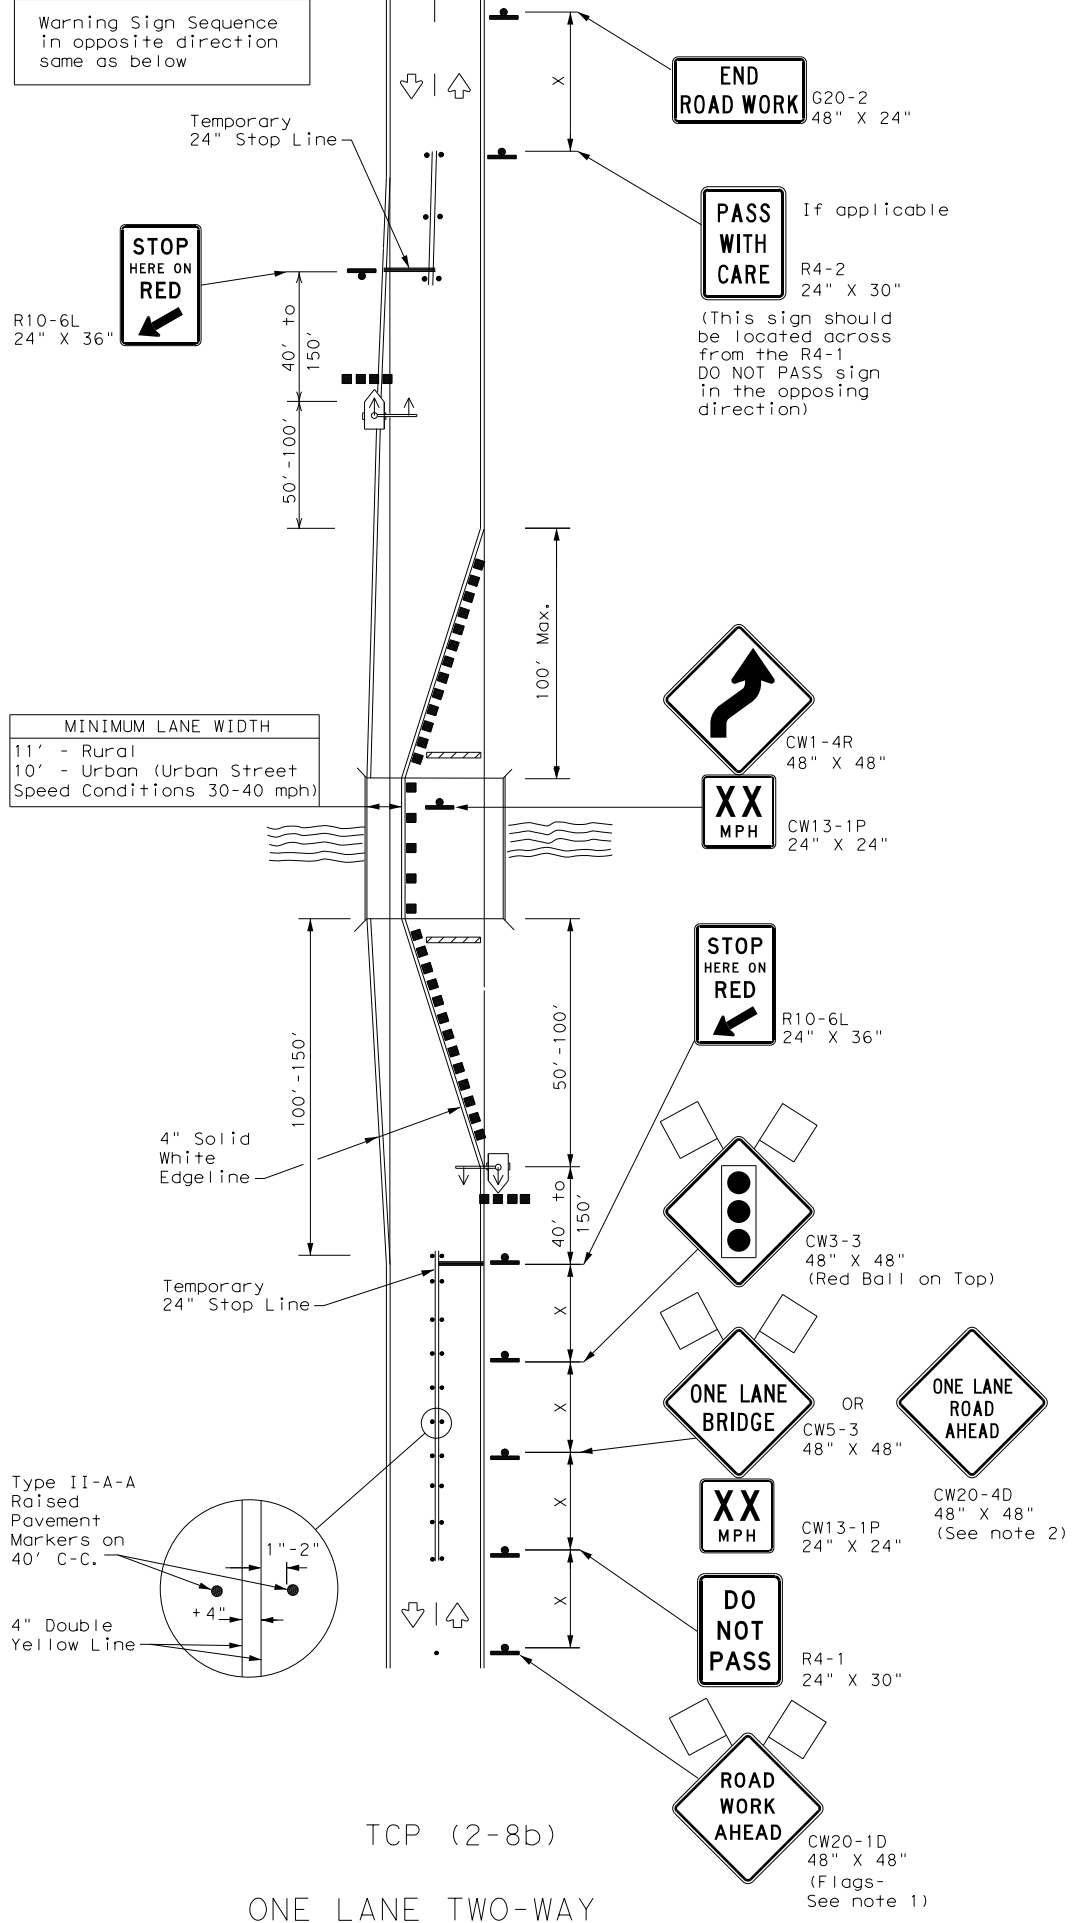 Warning Sign Sequence
in opposite direction
same as below
X
END
ROAD WORK
G20-2
48" X 24"
Temporary
24" Stop Line
PASS
WITH
CARE
If applicable
R4-2
24" X 30"
(This sign should
be located across
from the R4-1
DO NOT PASS sign
in the opposing
direction)
STOP
HERE ON
RED
R10-6L
24" X 36"
40' to
150'
50'-100'
100' Max.
MINIMUM LANE WIDTH
11' - Rural
10' - Urban (Urban Street
Speed Conditions 30-40 mph)
CW1-4R
48" X 48"
XX
MPH
CW13-1P
24" X 24"
STOP
HERE ON
RED
R10-6L
24" X 36"
100'-150'
50'-100'
4" Solid
White
Edgeline
40' to
150'
CW3-3
48" X 48"
(Red Ball on Top)
Temporary
24" Stop Line
X
ONE LANE
BRIDGE
OR
CW5-3
48" X 48"
ONE LANE
ROAD
AHEAD
CW20-4D
48" X 48"
(See note 2)
X
XX
MPH
CW13-1P
24" X 24"
X
Type II-A-A
Raised
Pavement
Markers on
40' C-C.
1"-2"
+4"
4" Double
Yellow Line
DO
NOT
PASS
R4-1
24" X 30"
X
ROAD
WORK
AHEAD
CW20-1D
48" X 48"
(Flags-
See note 1)
TCP (2-8b)
ONE LANE TWO-WAY